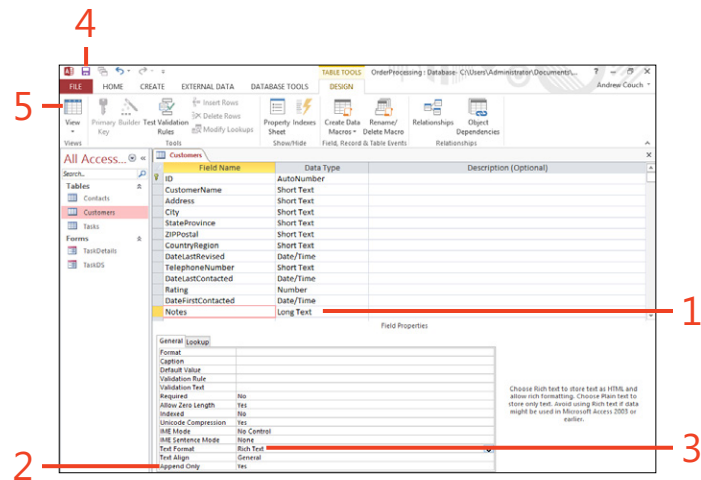 4
TABLE TOOLS OrderProcessing : Database- C:\Users\Administrator\Documents\... ? - X
FILE HOME CREATE EXTERNAL DATA DATABASE TOOLS DESIGN Andrew Couch
5
Insert Rows
Delete Rows
Modify Lookups
View Primary Key Builder Test Validation Rules Property Sheet Indexes Create Data Macros Rename/ Delete Macro Relationships Object Dependencies
Views Tools Show/Hide Field, Record & Table Events Relationships
All Access...
Search..
Tables
Contacts
Customers
Tasks
Forms
TaskDetails
TaskDS
Customers
Field Name Data Type Description (Optional)
ID AutoNumber
CustomerName Short Text
Address Short Text
City Short Text
StateProvince Short Text
ZIPPostal Short Text
CountryRegion Short Text
DateLastRevised Date/Time
TelephoneNumber Short Text
DateLastContacted Date/Time
Rating Number
DateFirstContacted Date/Time
Notes Long Text
1
Field Properties
General Lookup
Format
Caption
Default Value
Validation Rule
Validation Text
Required No
Allow Zero Length Yes
Indexed No
Unicode Compression Yes
IME Mode No Control
IME Sentence Mode None
Text Format Rich Text
Text Align General
Append Only Yes
Choose Rich text to store text as HTML and
allow rich formatting. Choose Plain text to
store only text. Avoid using Rich text if data
might be used in Microsoft Access 2003 or
earlier.
3
2